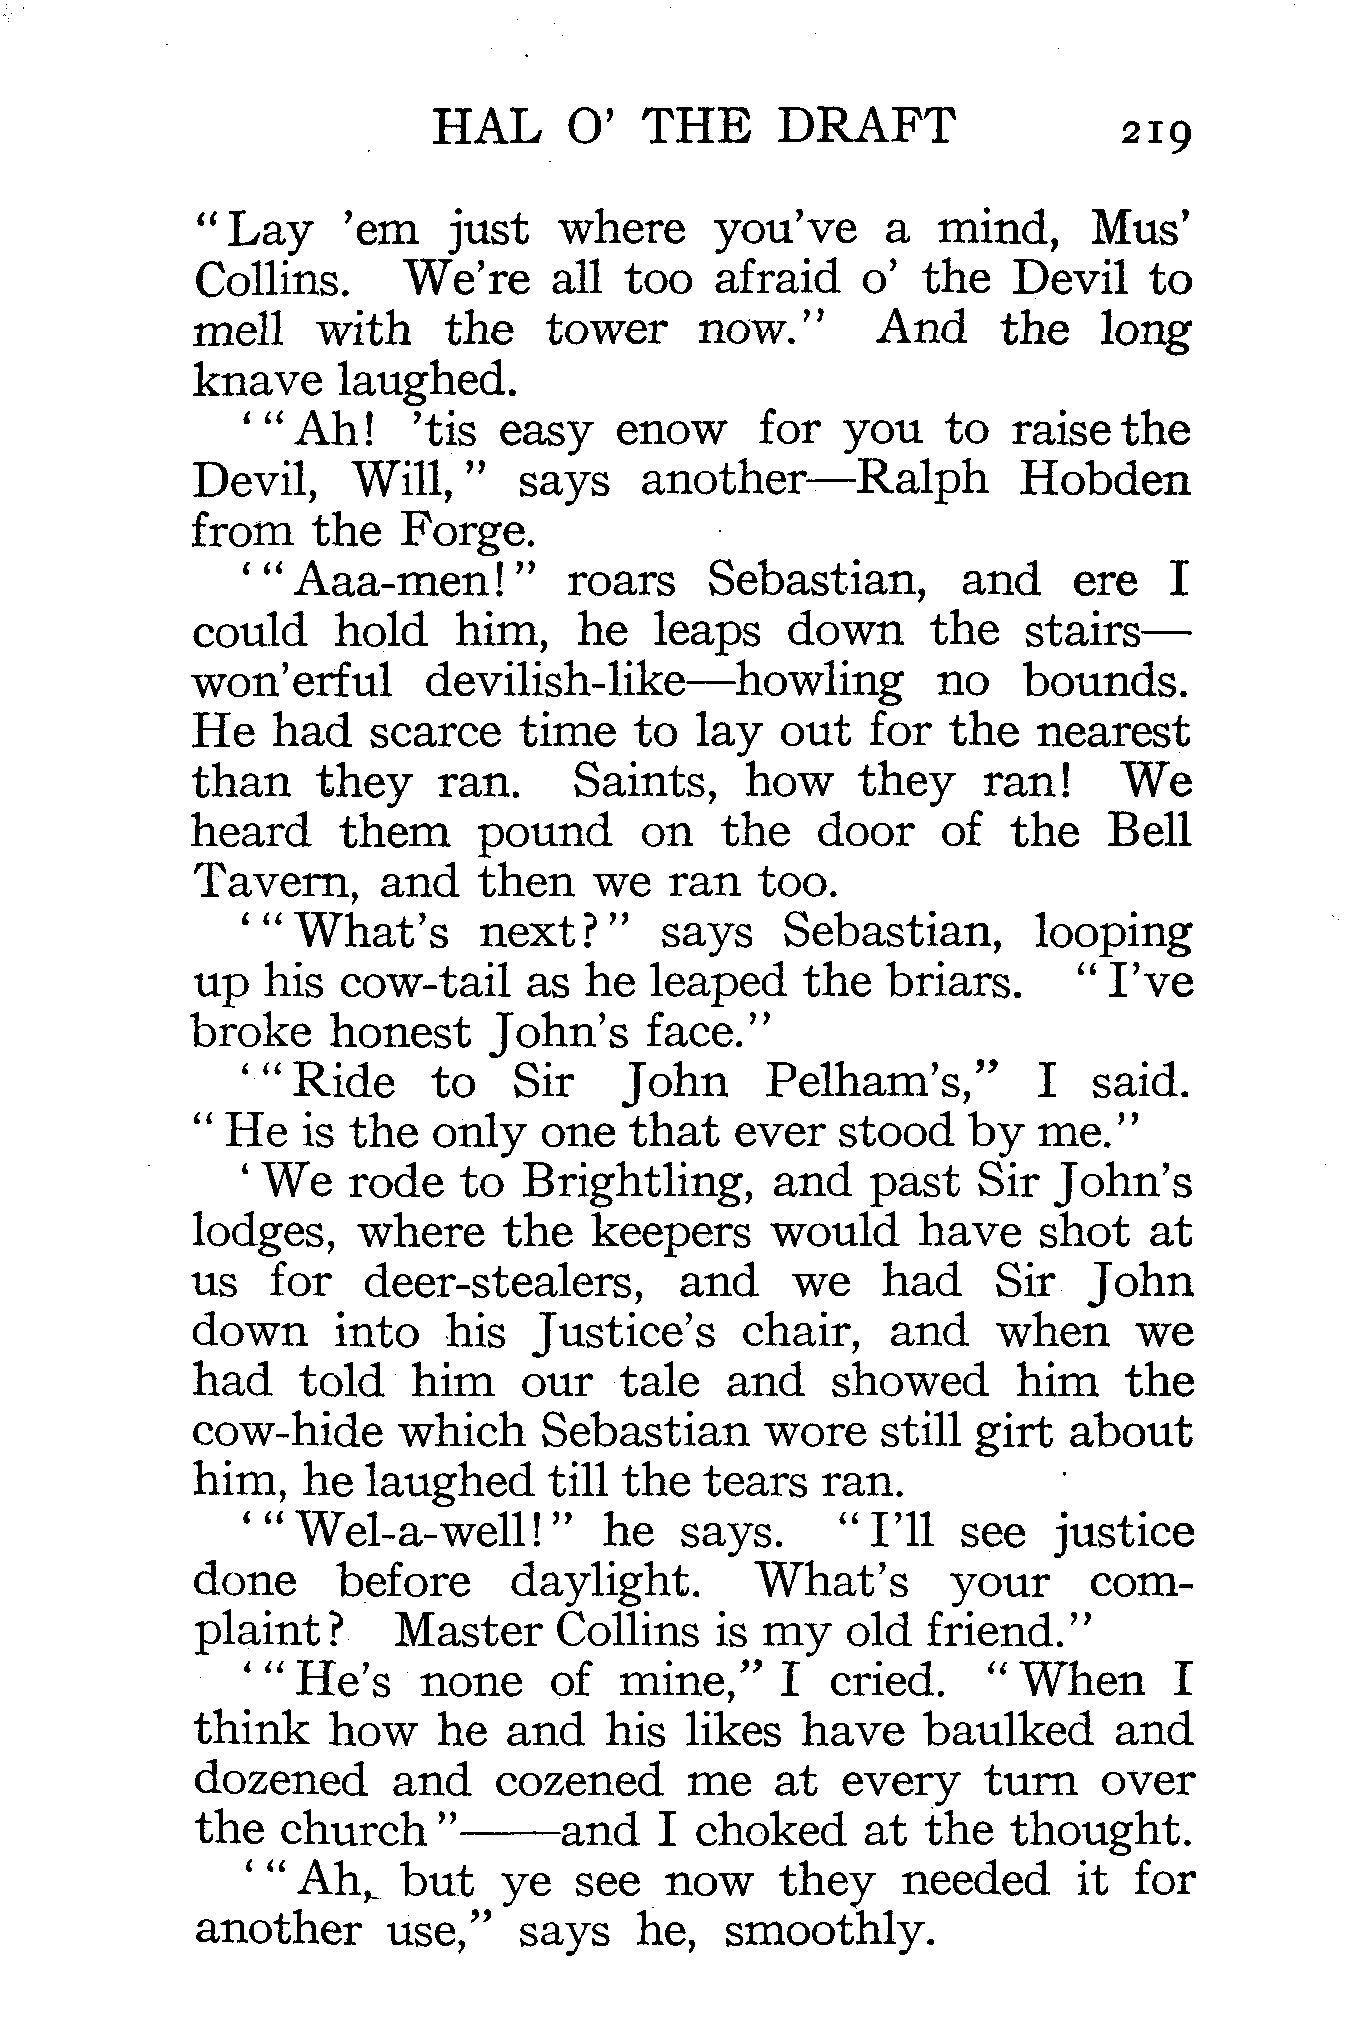 HAL O' THE DRAFT 219
“Lay 'em just where you've a mind, Mus'
Collins. We're all too afraid o' the Devil to
mell with the tower now.” And the long
knave laughed.
‘“Ah! 'tis easy enow for you to raise the
Devil, Will,” says another—Ralph Hobden
from the Forge.
‘“Aaa-men!” roars Sebastian, and ere I
could hold him, he leaps down the stairs—
won'erful devilish-like—howling no bounds.
He had scarce time to lay out for the nearest
than they ran. Saints, how they ran! We
heard them pound on the door of the Bell
Tavern, and then we ran too.
‘“What's next?” says Sebastian, looping
up his cow-tail as he leaped the briars. “I've
broke honest John's face.”
‘“Ride to Sir John Pelham's,” I said.
“He is the only one that ever stood by me.”
‘We rode to Brightling, and past Sir John's
lodges, where the keepers would have shot at
us for deer-stealers, and we had Sir John
down into his Justice's chair, and when we
had told him our tale and showed him the
cow-hide which Sebastian wore still girt about
him, he laughed till the tears ran.
‘“Wel-a-well!” he says. “I'll see justice
done before daylight. What's your com-
plaint? Master Collins is my old friend.”
‘“He's none of mine,” I cried. “When I
think how he and his likes have baulked and
dozened and cozened me at every turn over
the church”——and I choked at the thought.
‘“Ah, but ye see now they needed it for
another use,” says he, smoothly.